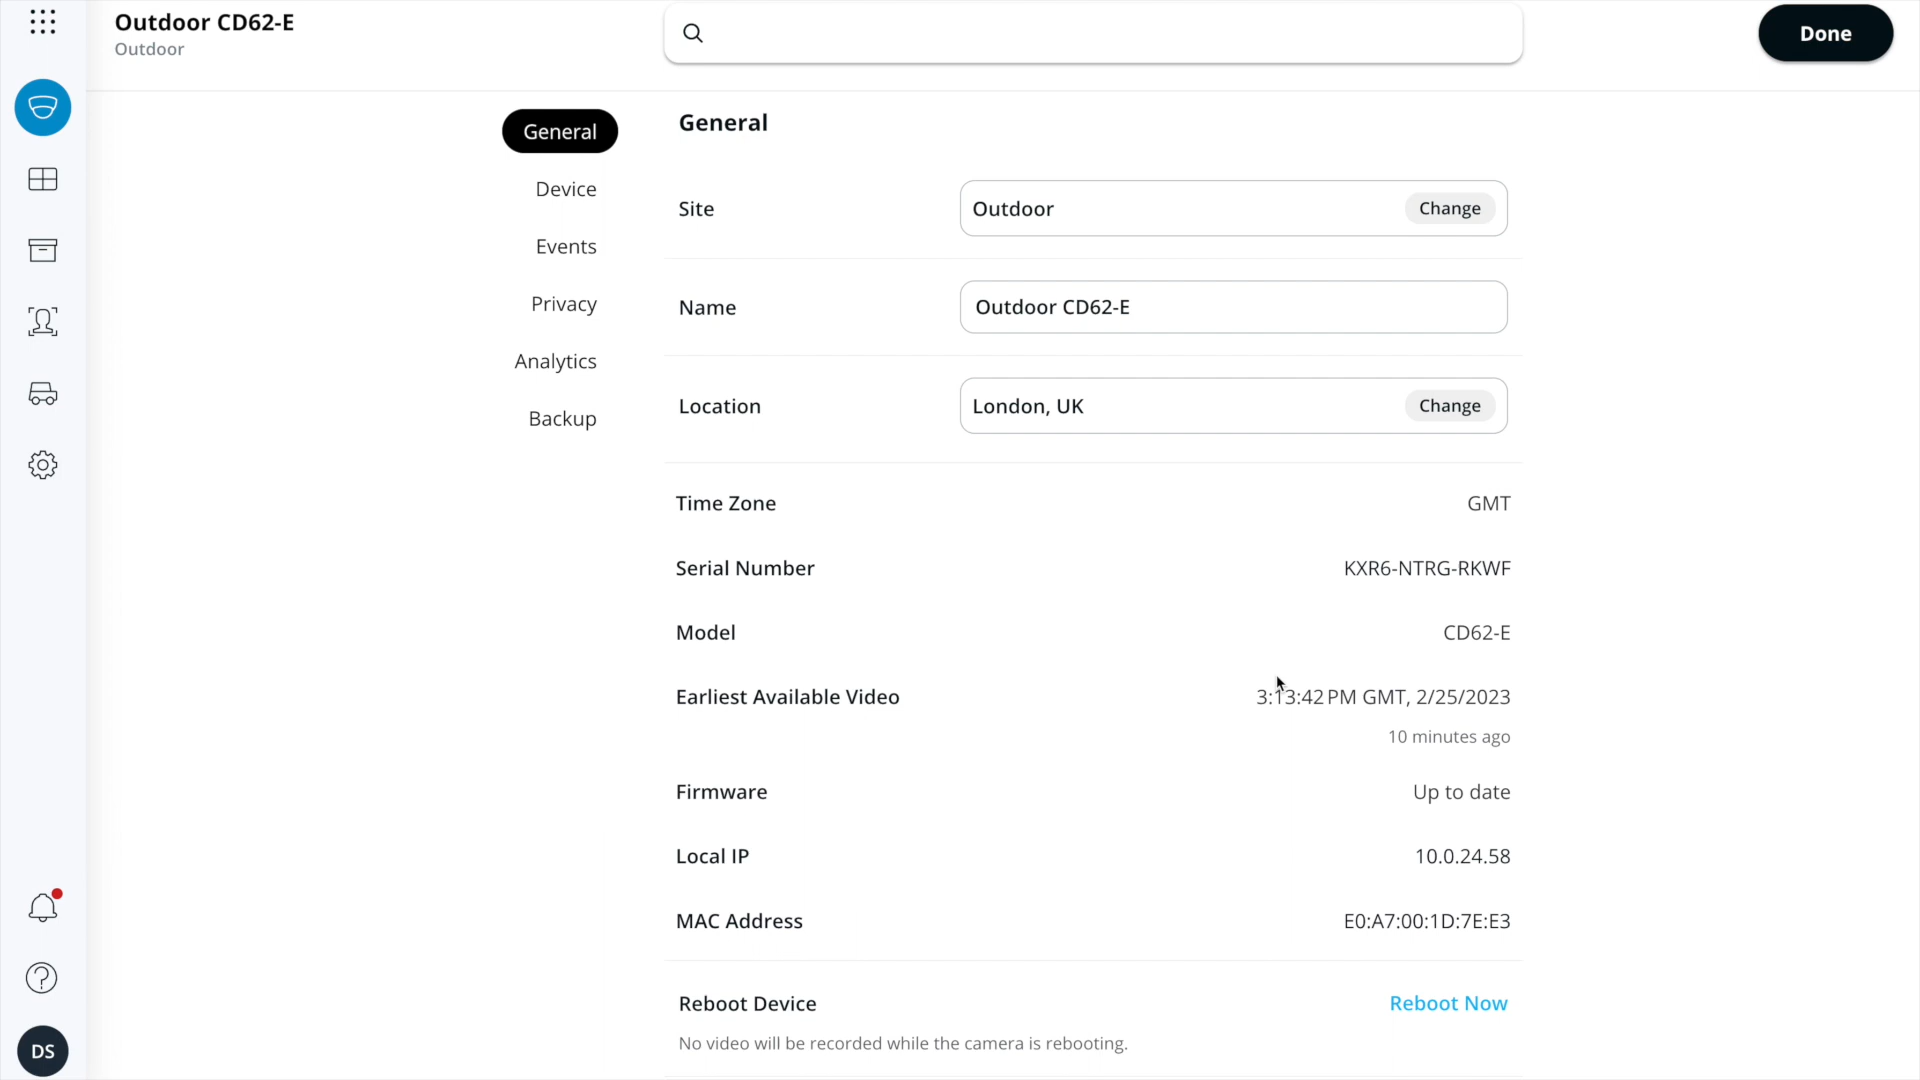 Outdoor CD62-E
Outdoor
Done
General
Device
Events
Privacy
Analytics
Backup
General
Site
Outdoor
Change
Name
Outdoor CD62-E
Location
London, UK
Change
Time Zone
GMT
Serial Number
KXR6-NTRG-RKWF
Model
CD62-E
Earliest Available Video
3:13:42 PM GMT, 2/25/2023
10 minutes ago
Firmware
Up to date
Local IP
10.0.24.58
MAC Address
E0:A7:00:1D:7E:E3
Reboot Device
Reboot Now
No video will be recorded while the camera is rebooting.
DS